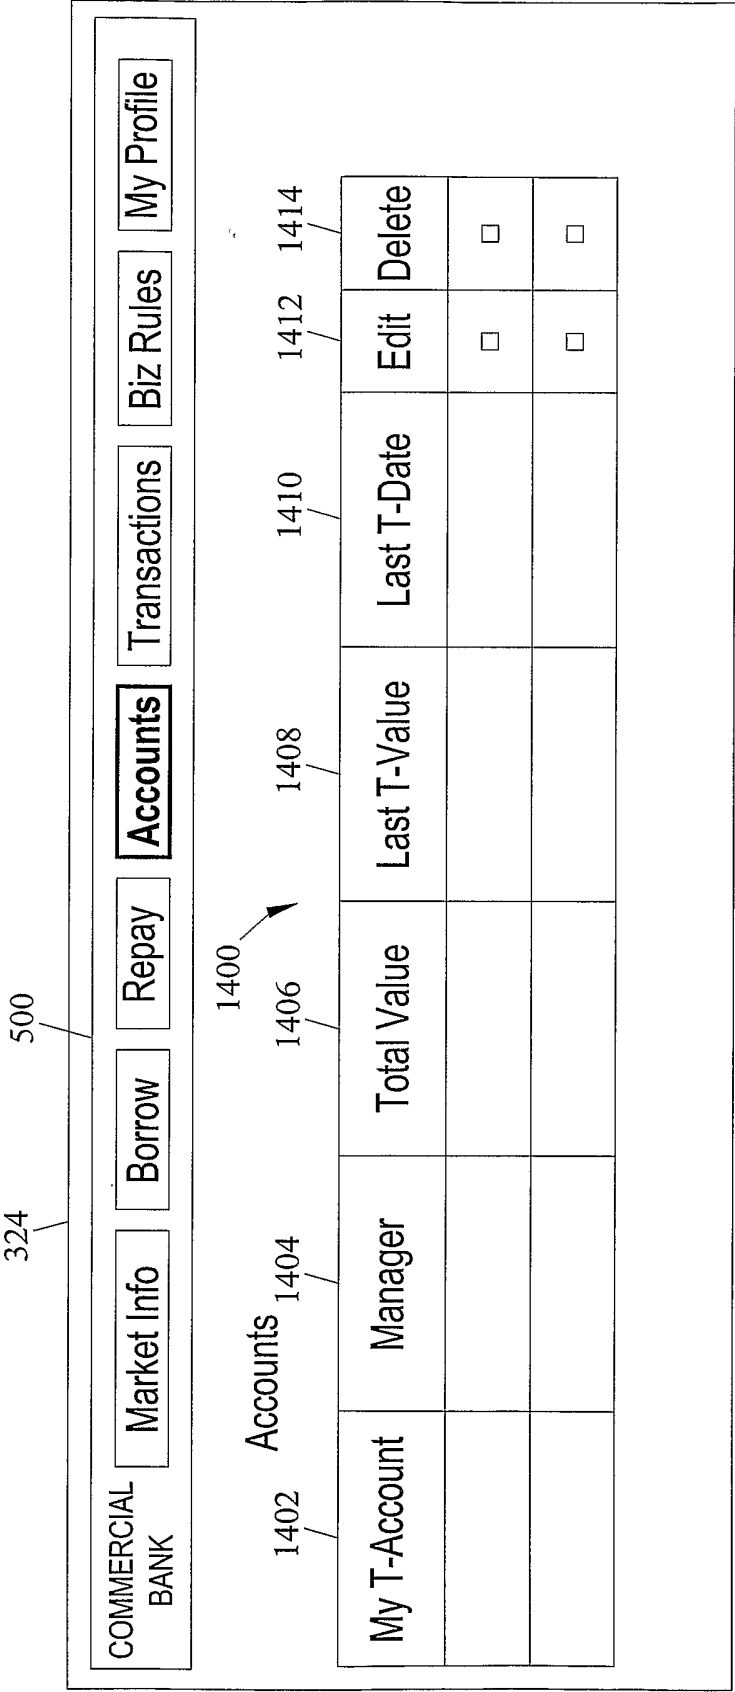 324
500
COMMERCIAL
BANK
Market Info
Borrow
Repay
Accounts
Transactions
Biz Rules
My Profile
Accounts
1400
1402
1404
1406
1408
1410
1412
1414
My T-Account
Manager
Total Value
Last T-Value
Last T-Date
Edit
Delete